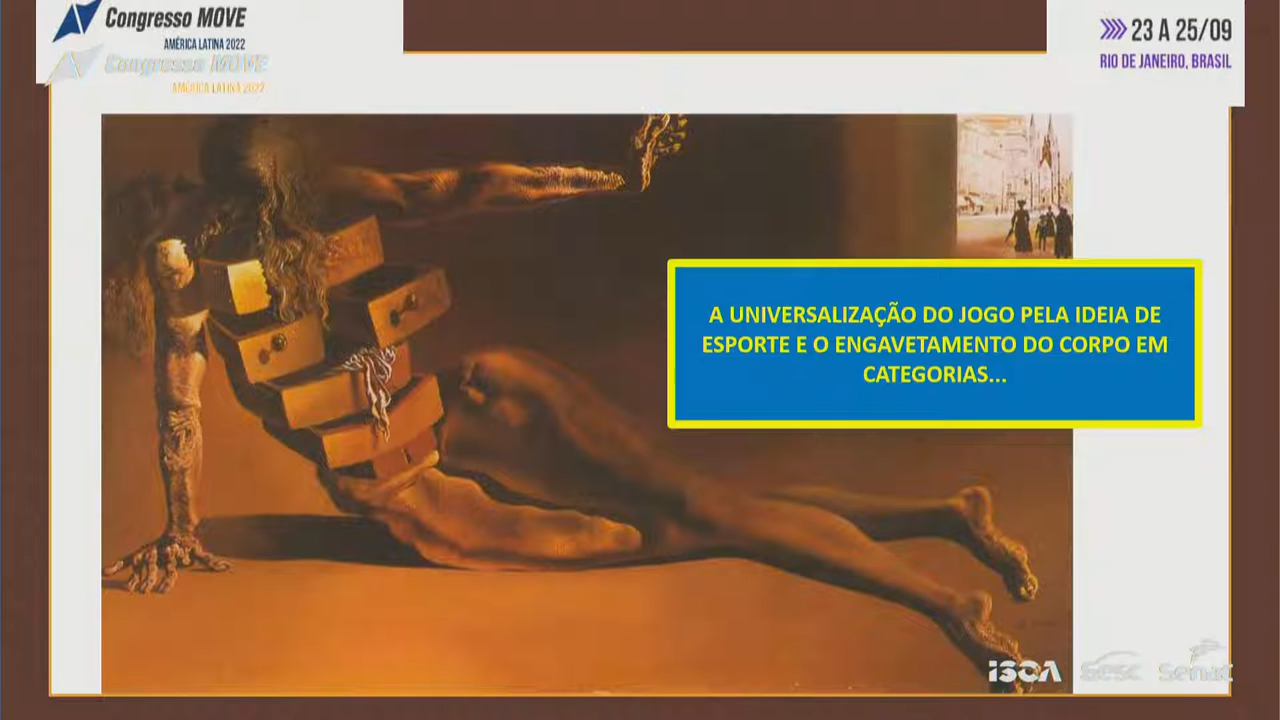 Congresso MOVE
AMÉRICA LATINA 2022
Congresso MOVE
AMÉRICA LATINA 2022
23 A 25/09
RIO DE JANEIRO, BRASIL
A UNIVERSALIZAÇÃO DO JOGO PELA IDEIA DE
ESPORTE E O ENGAVETAMENTO DO CORPO EM
CATEGORIAS...
ISCA Sesc Senac